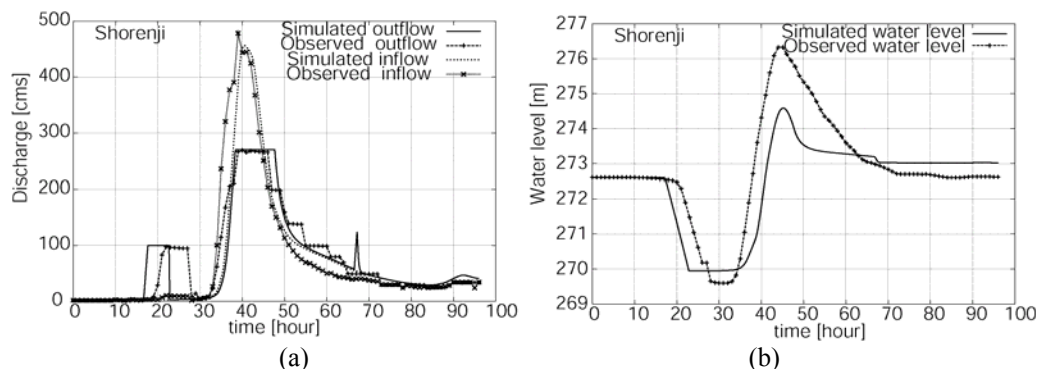 500
400
300
200
100
0
Discharge [cms]
Shorenji
Simulated outflow
Observed outflow
Simulated inflow
Observed inflow
0 10 20 30 40 50 60 70 80 90 100
time [hour]
(a)
277
276
274
273
272
270
269
Water level [m]
Shorenji
Simulated water level
Observed water level
0 10 20 30 40 50 60 70 80 90 100
time [hour]
(b)